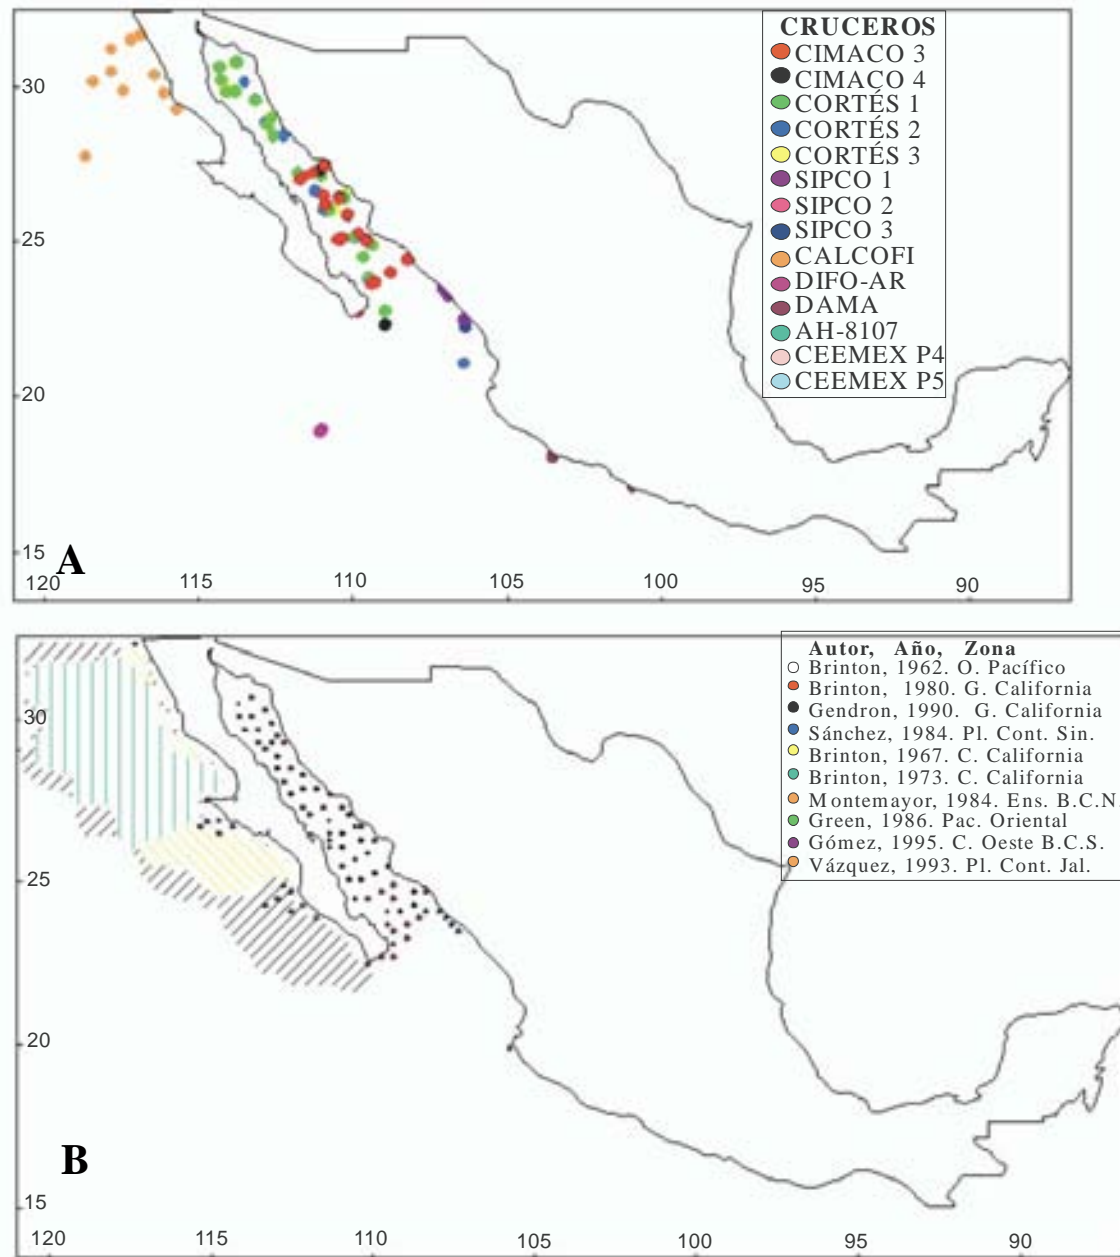 CRUCEROS
CIMACO 3
CIMACO 4
CORTÉS 1
CORTÉS 2
CORTÉS 3
SIPCO 1
SIPCO 2
SIPCO 3
CALCOFI
DIFO-AR
DAMA
AH-8107
CEEMEX P4
CEEMEX P5
30
25
20
15
A
120 115 110 105 100 95 90
Autor, Año, Zona
Brinton, 1962. O. Pacífico
Brinton, 1980. G. California
Gendron, 1990. G. California
Sánchez, 1984. Pl. Cont. Sin.
Brinton, 1967. C. California
Brinton, 1973. C. California
Montemayor, 1984. Ens. B.C.N.
Green, 1986. Pac. Oriental
Gómez, 1995. C. Oeste B.C.S.
Vázquez, 1993. Pl. Cont. Jal.
30
25
20
B
15
120 115 110 105 100 95 90